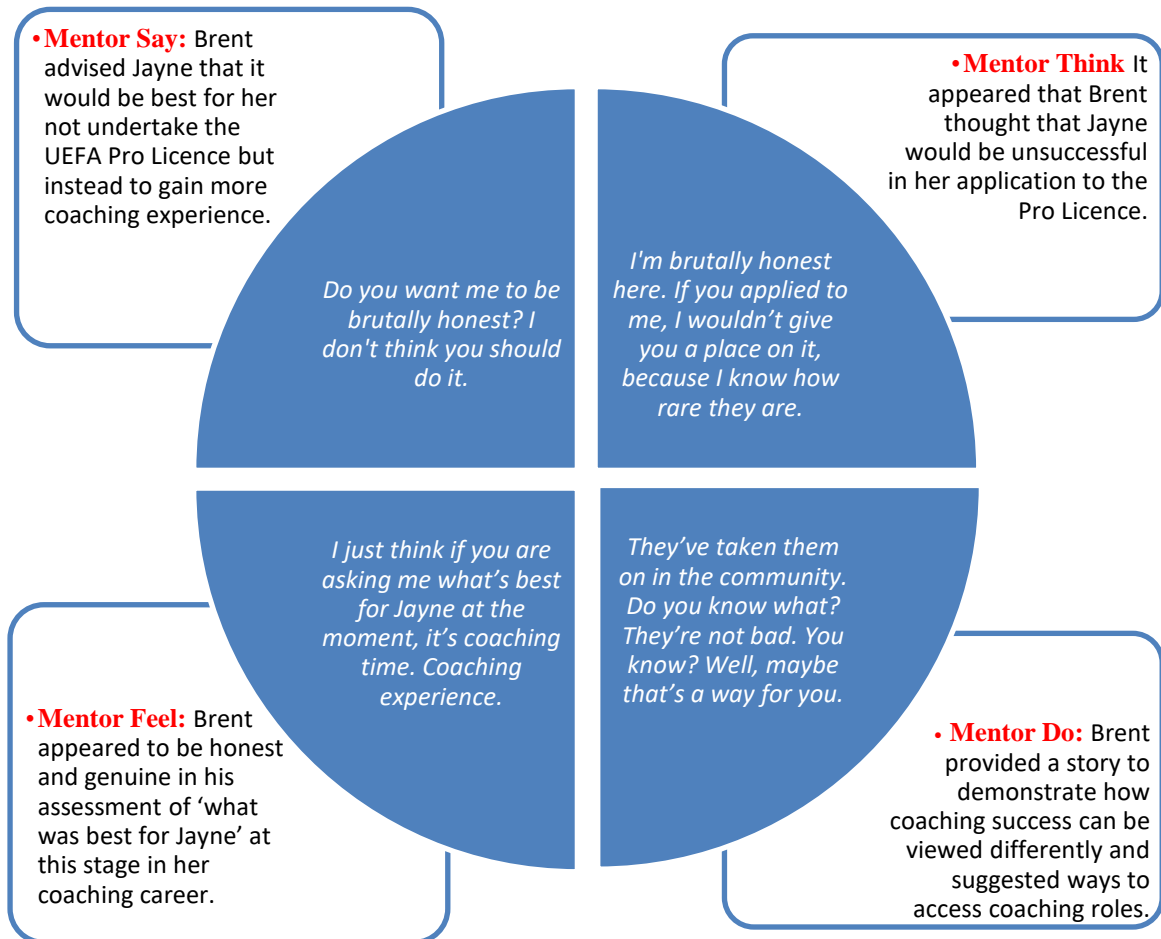 •Mentor Say: Brent
advised Jayne that it
would be best for her
not undertake the
UEFA Pro Licence but
instead to gain more
coaching experience.
•Mentor Think It
appeared that Brent
thought that Jayne
would be unsuccessful
in her application to the
Pro Licence.
Do you want me to be
brutally honest? I
don't think you should
do it.
I'm brutally honest
here. If you applied to
me, I wouldn’t give
you a place on it,
because I know how
rare they are.
I just think if you are
asking me what’s best
for Jayne at the
moment, it’s coaching
time. Coaching
experience.
They’ve taken them
on in the community.
Do you know what?
They’re not bad. You
know? Well, maybe
that’s a way for you.
•Mentor Feel: Brent
appeared to be honest
and genuine in his
assessment of ‘what
was best for Jayne’ at
this stage in her
coaching career.
• Mentor Do: Brent
provided a story to
demonstrate how
coaching success can be
viewed differently and
suggested ways to
access coaching roles.